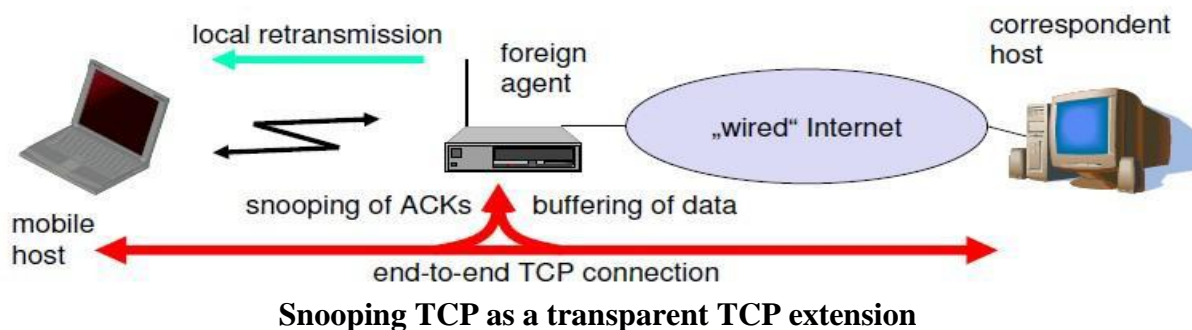 local retransmission
foreign
agent
correspondent
host
„wired“ Internet
mobile
host
snooping of ACKs
buffering of data
end-to-end TCP connection
Snooping TCP as a transparent TCP extension